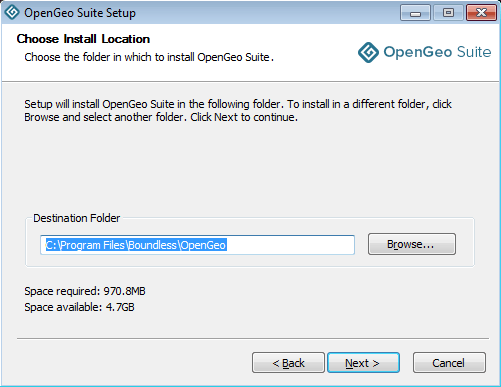 OpenGeo Suite Setup
Choose Install Location
Choose the folder in which to install OpenGeo Suite.
OpenGeo Suite
Setup will install OpenGeo Suite in the following folder. To install in a different folder, click
Browse and select another folder. Click Next to continue.
Destination Folder
C:\Program Files\Boundless\OpenGeo
Browse...
Space required: 970.8MB
Space available: 4.7GB
< Back
Next >
Cancel